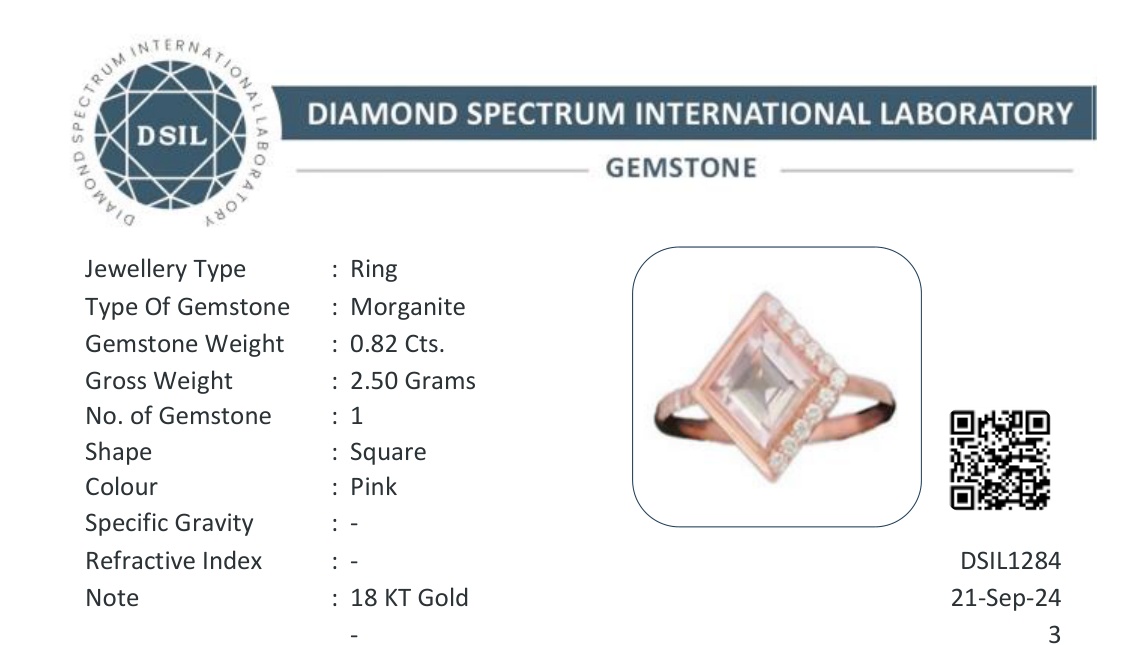 DIAMOND SPECTRUM INTERNATIONAL LABORATORY
DSIL
DIAMOND SPECTRUM INTERNATIONAL LABORATORY
GEMSTONE
Jewellery Type : Ring
Type Of Gemstone : Morganite
Gemstone Weight : 0.82 Cts.
Gross Weight : 2.50 Grams
No. of Gemstone : 1
Shape : Square
Colour : Pink
Specific Gravity : -
Refractive Index : -
DSIL1284
Note : 18 KT Gold
21-Sep-24
-
3